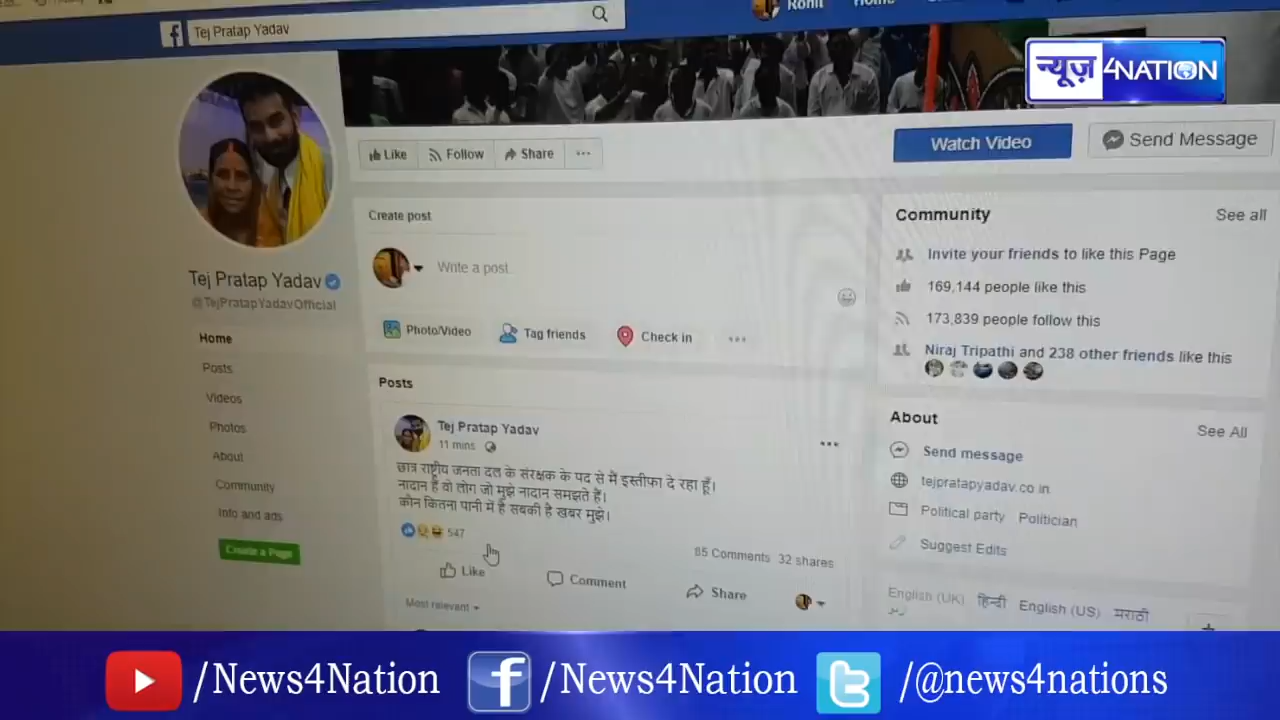 Tej Pratap Yadav
Rohit
Home
न्यूज़ 4NATION
Like
Follow
Share
Watch Video
Send Message
Create post
Write a post.
Photo/Video
Tag friends
Check in
Tej Pratap Yadav
@TejPratapYadavOfficial
Home
Posts
Videos
Photos
About
Community
Info and ads
Create a Page
Posts
Tej Pratap Yadav
11 mins
छात्र राष्ट्रीय जनता दल के संरक्षक के पद से मैं इस्तीफा दे रहा हूँ।
नादान हैं वो लोग जो मुझे नादान समझते हैं।
कौन कितना पानी में है सबकी है खबर मुझे।
547
85 Comments 32 shares
Like
Comment
Share
Most relevant
Community
See all
Invite your friends to like this Page
169,144 people like this
173,839 people follow this
Niraj Tripathi and 238 other friends like this
About
See All
Send message
tejpratapyadav.co.in
Political party Politician
Suggest Edits
English (UK) हिन्दी English (US) मराठी
/News4Nation
/News4Nation
/@news4nations